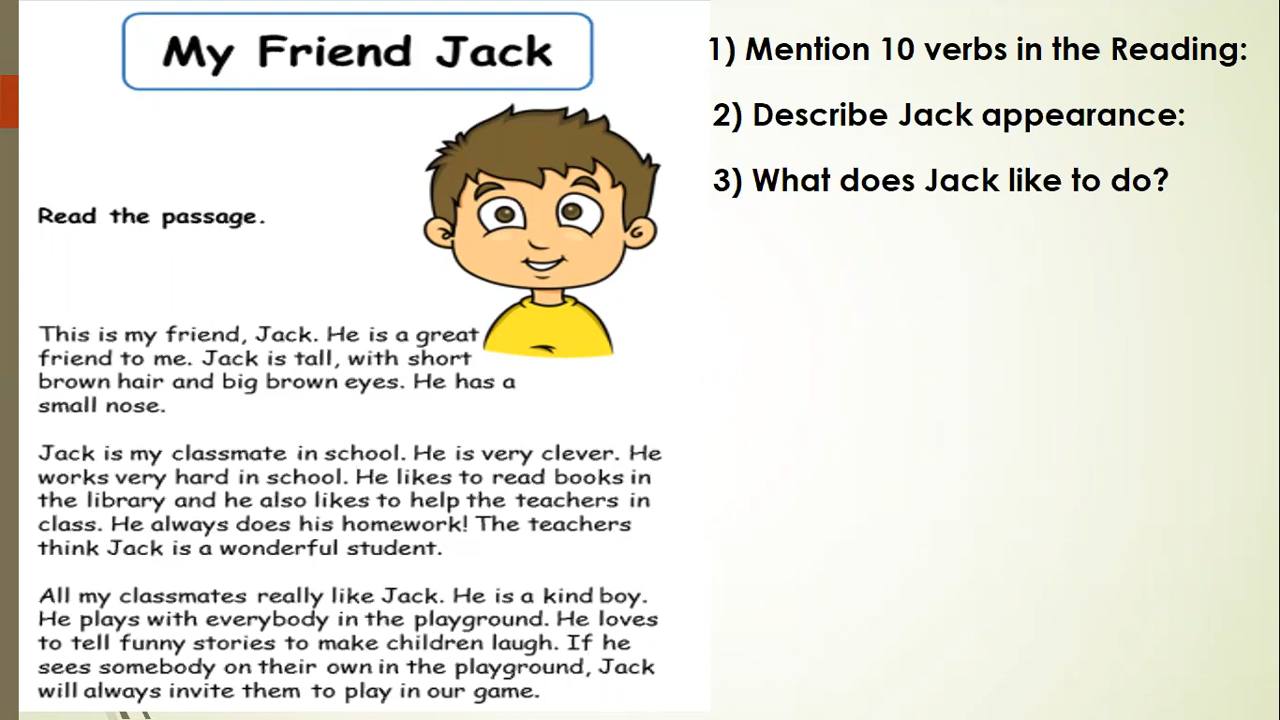 My Friend Jack
Read the passage.
This is my friend, Jack. He is a great
friend to me. Jack is tall, with short
brown hair and big brown eyes. He has a
small nose.
Jack is my classmate in school. He is very clever. He
works very hard in school. He likes to read books in
the library and he also likes to help the teachers in
class. He always does his homework! The teachers
think Jack is a wonderful student.
All my classmates really like Jack. He is a kind boy.
He plays with everybody in the playground. He loves
to tell funny stories to make children laugh. If he
sees somebody on their own in the playground, Jack
will always invite them to play in our game.
1) Mention 10 verbs in the Reading:
2) Describe Jack appearance:
3) What does Jack like to do?